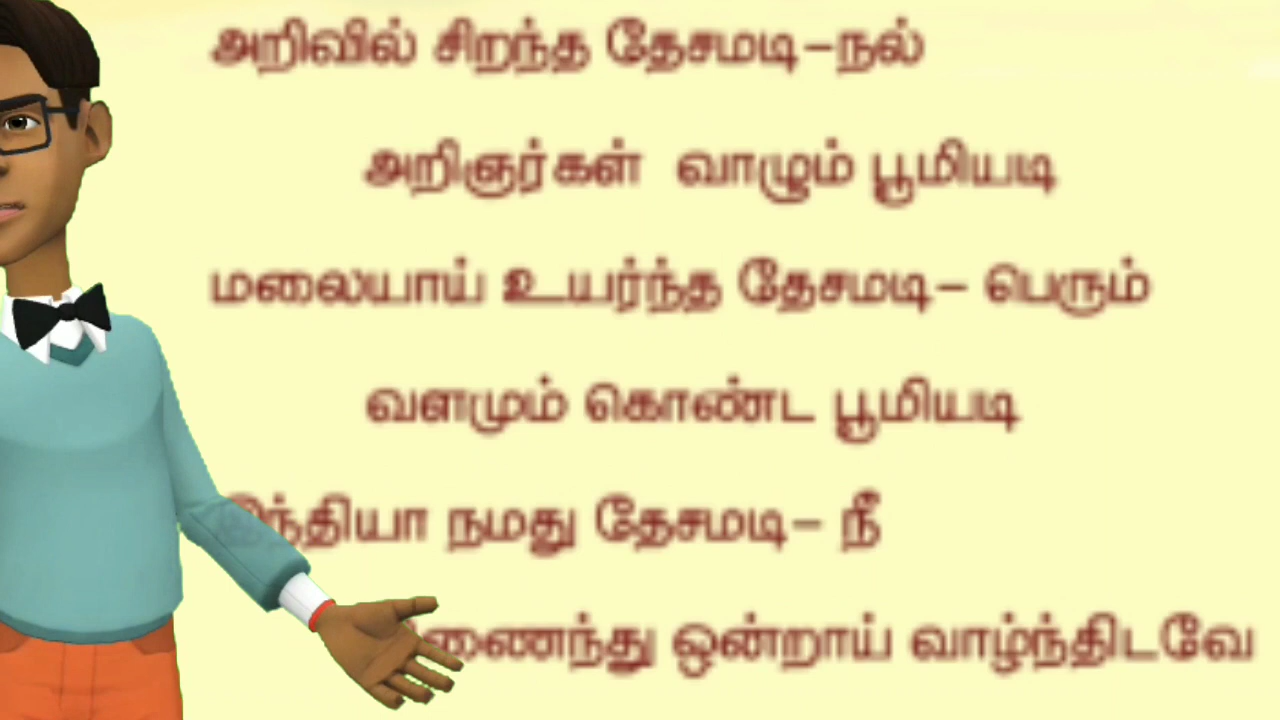 அறிவில் சிறந்த தேசமடி-நல்
அறிஞர்கள் வாழும் பூமியடி
மலையாய் உயர்ந்த தேசமடி- பெரும்
வளமும் கொண்ட பூமியடி
இந்தியா நமது தேசமடி- நீ
ஒன்றாய் வாழ்ந்திடவே